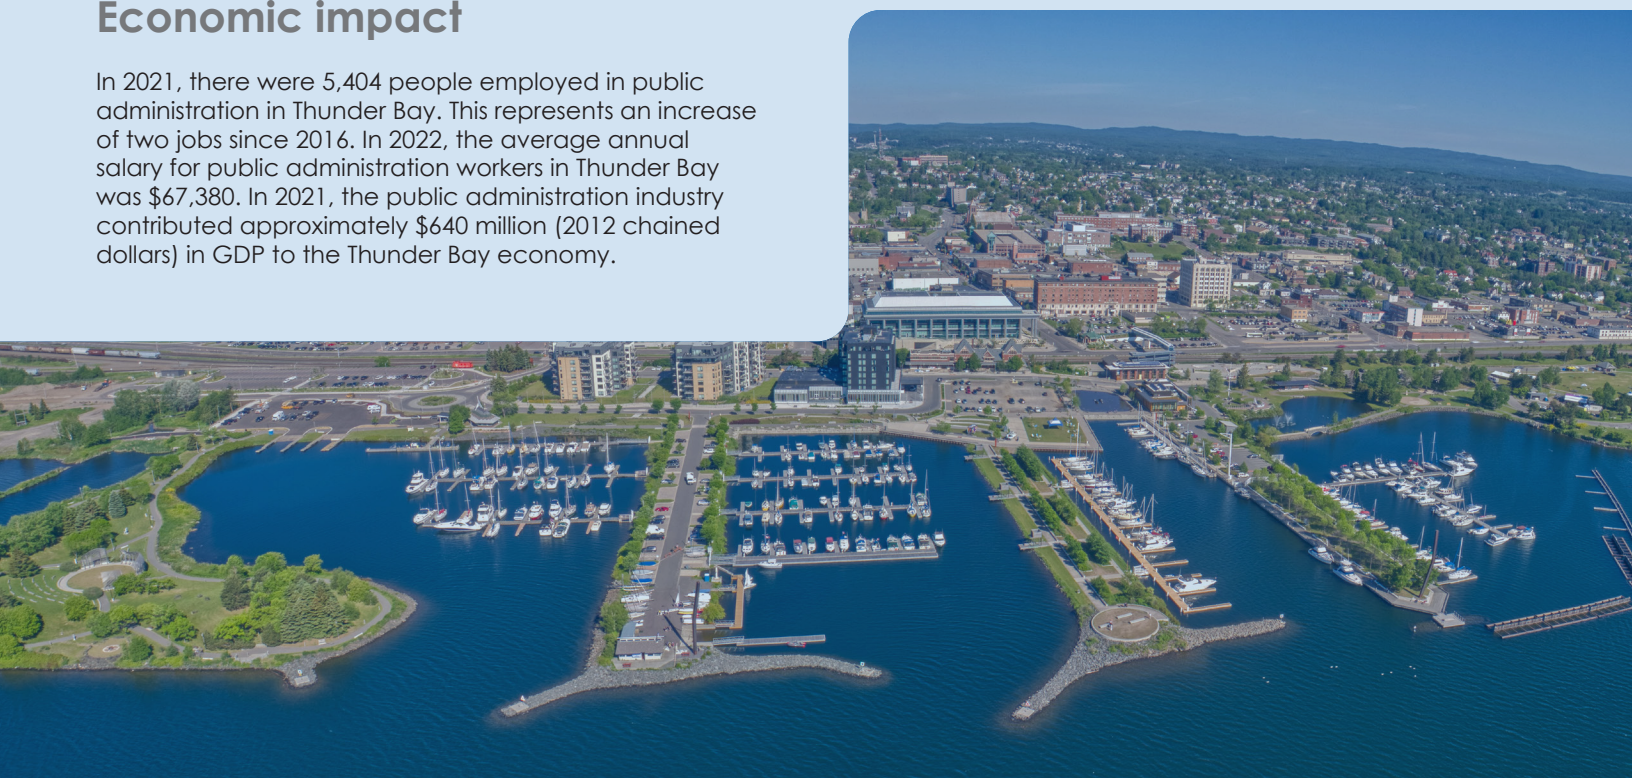 Economic impact
In 2021, there were 5,404 people employed in public
administration in Thunder Bay. This represents an increase
of two jobs since 2016. In 2022, the average annual
salary for public administration workers in Thunder Bay
was $67,380. In 2021, the public administration industry
contributed approximately $640 million (2012 chained
dollars) in GDP to the Thunder Bay economy.